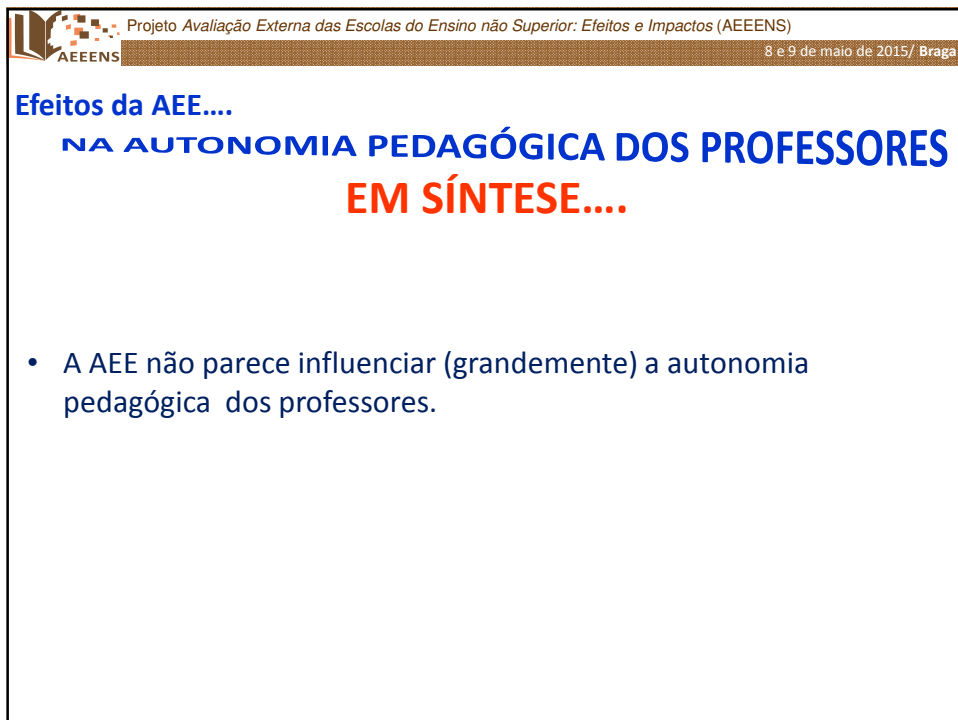 Projeto Avaliação Externa das Escolas do Ensino não Superior: Efeitos e Impactos (AEEENS)
AEEENS
8 e 9 de maio de 2015/ Braga
Efeitos da AEE....
NA AUTONOMIA PEDAGÓGICA DOS PROFESSORES
EM SÍNTESE....
• A AEE não parece influenciar (grandemente) a autonomia
pedagógica dos professores.